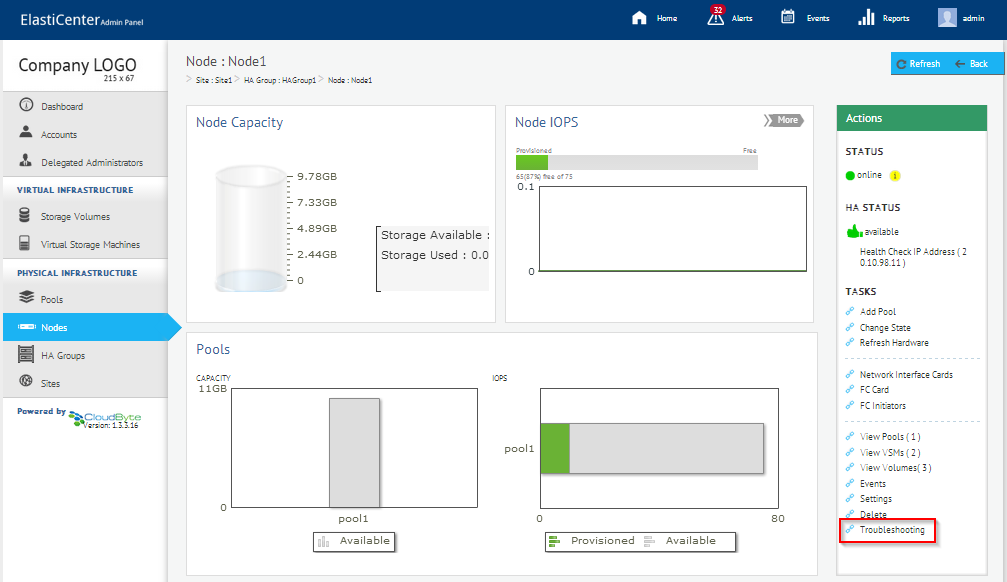 ElastiCenter Admin Panel
Home
32
Alerts
Events
Reports
admin
Company LOGO
215 x 67
Dashboard
Accounts
Delegated Administrators
VIRTUAL INFRASTRUCTURE
Storage Volumes
Virtual Storage Machines
PHYSICAL INFRASTRUCTURE
Pools
Nodes
HA Groups
Sites
Powered by CloudByte
Version: 1.3.3.16
Node : Node1
Site : Site1 > HA Group : HAGroup1 > Node : Node1
Refresh
Back
Node Capacity
9.78GB
7.33GB
4.89GB
2.44GB
0
Storage Available :
Storage Used : 0.0
Node IOPS
More
Provisioned
Free
65(87%) free of 75
0.1
0
Pools
CAPACITY
11GB
0
pool1
Available
IOPS
pool1
0
80
Provisioned
Available
Actions
STATUS
online
HA STATUS
available
Health Check IP Address ( 2
0.10.98.11 )
TASKS
Add Pool
Change State
Refresh Hardware
Network Interface Cards
FC Card
FC Initiators
View Pools ( 1 )
View VSMs ( 2 )
View Volumes( 3 )
Events
Settings
Delete
Troubleshooting